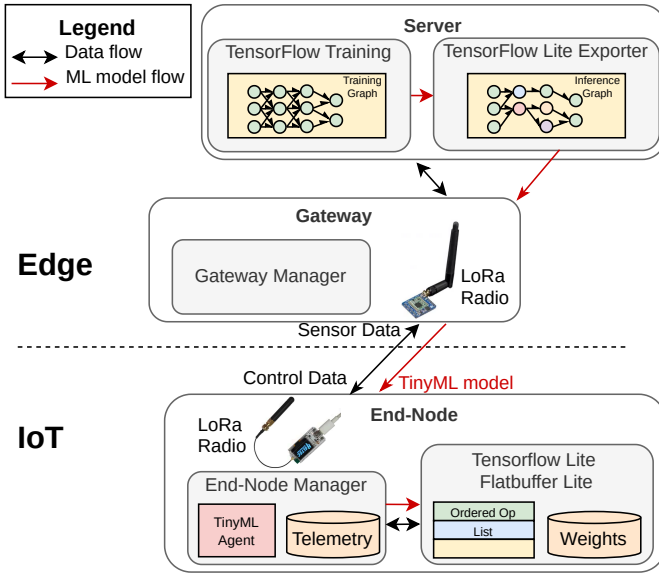 Legend
Data flow
ML model flow
Server
TensorFlow Training
Training
Graph
TensorFlow Lite Exporter
Inference
Graph
Gateway
Gateway Manager
LoRa
Radio
Edge
Sensor Data
Control Data
TinyML model
IoT
LoRa
Radio
End-Node
End-Node Manager
TinyML
Agent
Telemetry
Tensorflow Lite
Flatbuffer Lite
Ordered Op
List
Weights